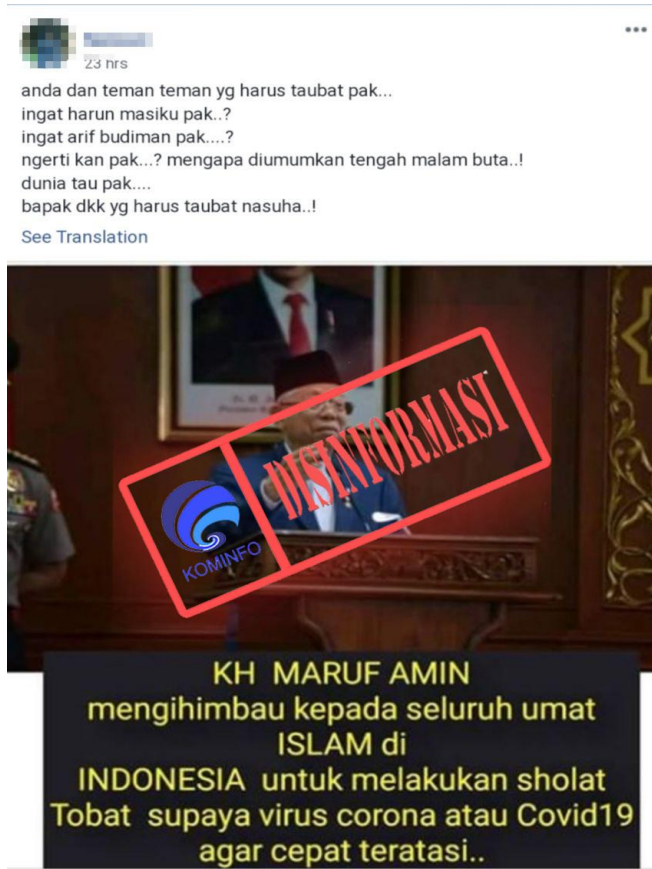 23 hrs
anda dan teman teman yg harus taubat pak...
ingat harun masiku pak..?
ingat arif budiman pak....?
ngerti kan pak...? mengapa diumumkan tengah malam buta..!
dunia tau pak....
bapak dkk yg harus taubat nasuha..!
See Translation
KOMINFO
DISINFORMASI
KH MARUF AMIN
mengihimbau kepada seluruh umat
ISLAM di
INDONESIA untuk melakukan sholat
Tobat supaya virus corona atau Covid19
agar cepat teratasi..